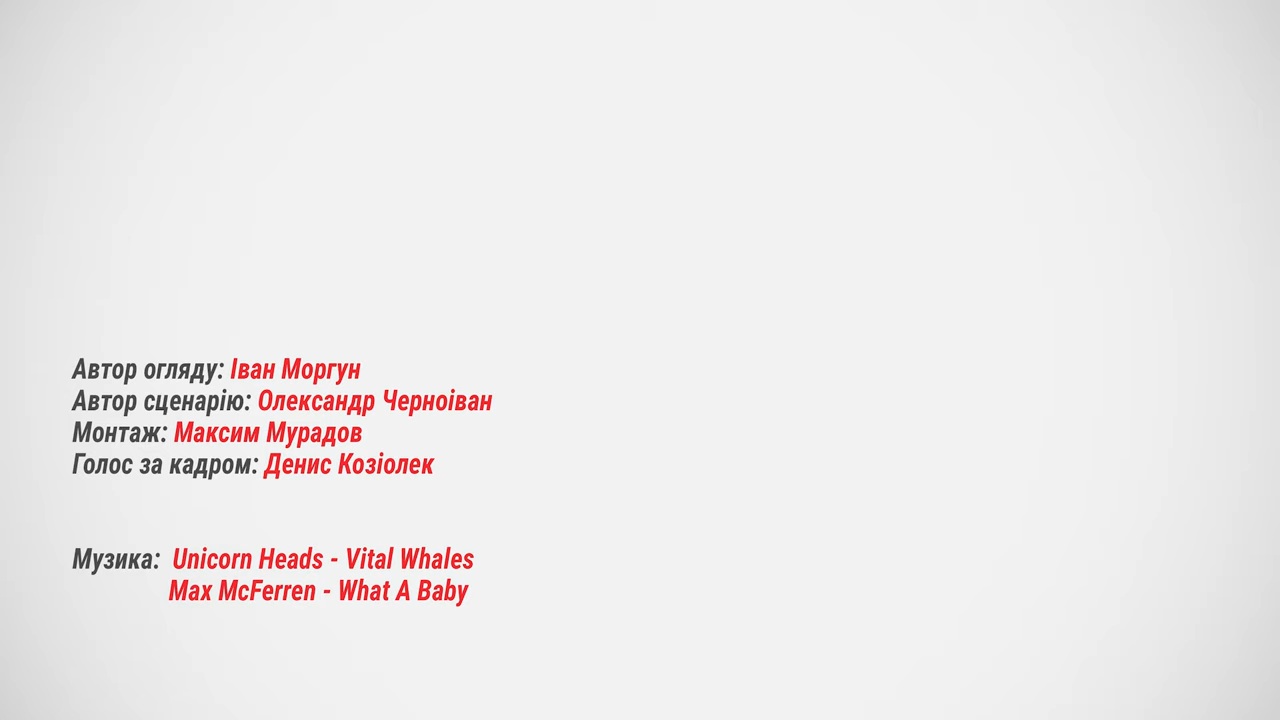 Автор огляду: Іван Моргун
Автор сценарію: Олександр Черноіван
Монтаж: Максим Мурадов
Голос за кадром: Денис Козіолек
Музика: Unicorn Heads - Vital Whales
Max McFerren - What A Baby